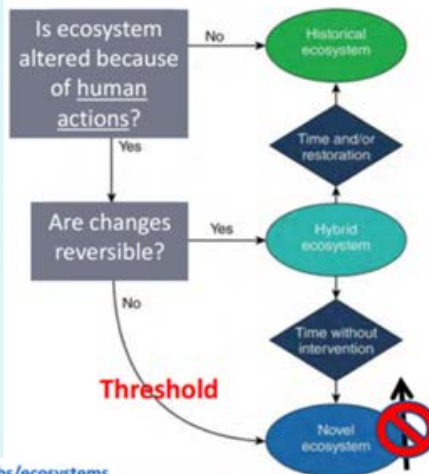 Is ecosystem
altered because
of human
actions?
No
Historical
ecosystem
Yes
Time and/or
restoration
Are changes
reversible?
Yes
Hybrid
ecosystem
No
Time without
intervention
Threshold
Novel
ecosystem
/ecosystems